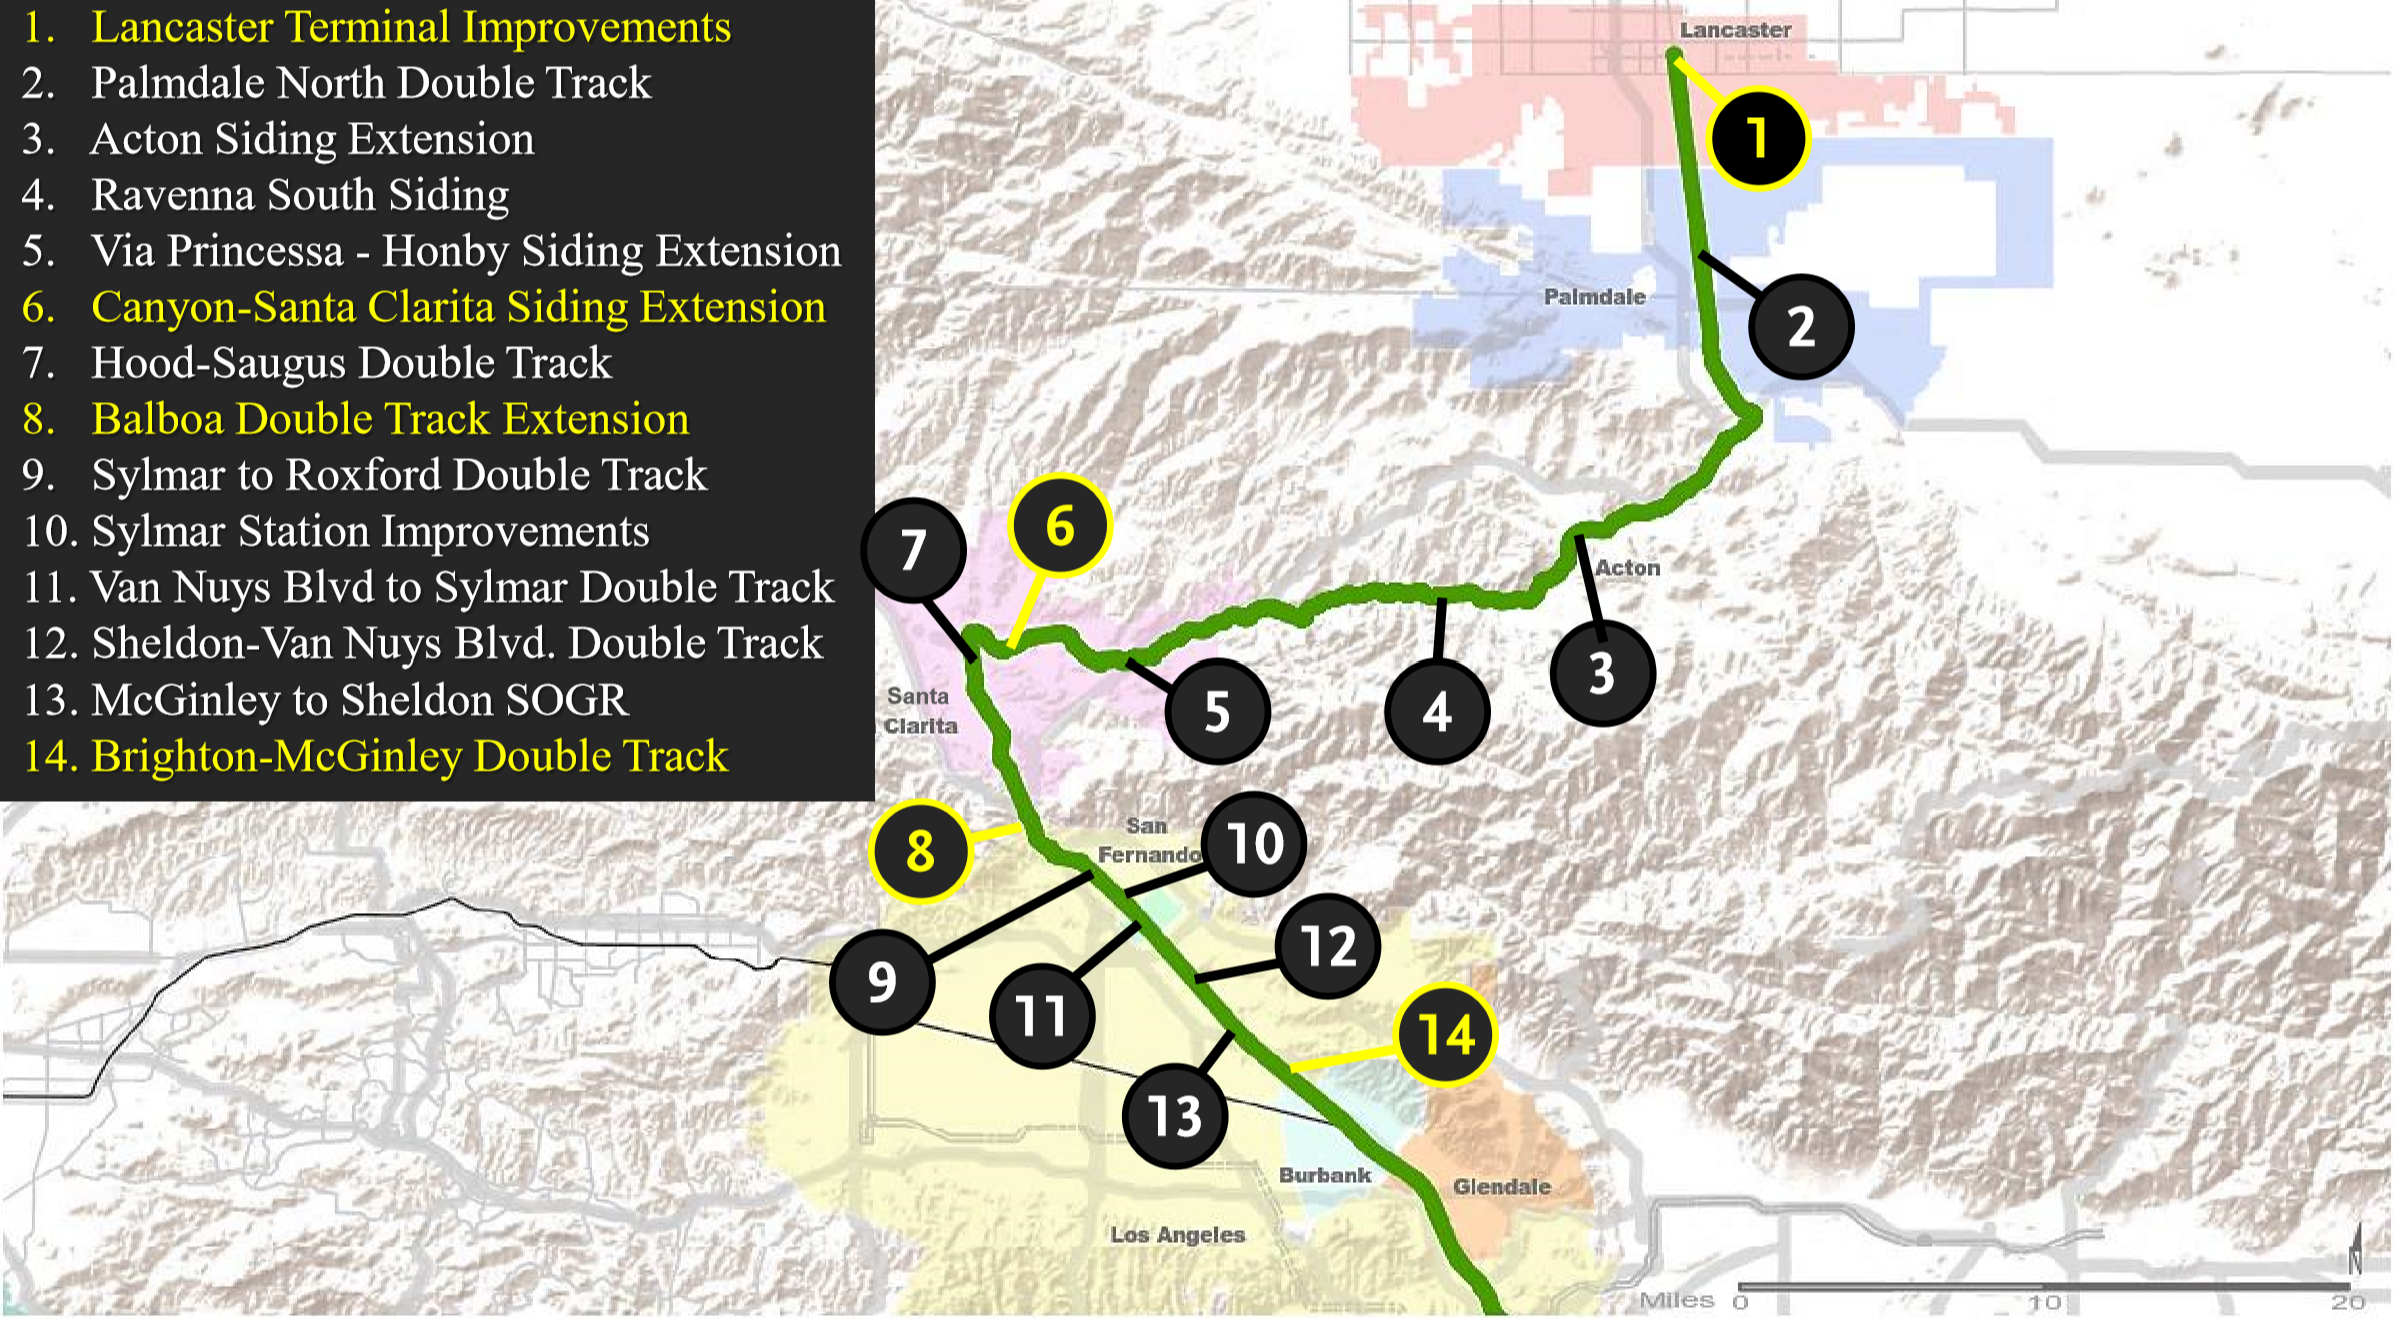 1. Lancaster Terminal Improvements
2. Palmdale North Double Track
3. Acton Siding Extension
4. Ravenna South Siding
5. Via Princessa - Honby Siding Extension
6. Canyon-Santa Clarita Siding Extension
7. Hood-Saugus Double Track
8. Balboa Double Track Extension
9. Sylmar to Roxford Double Track
10. Sylmar Station Improvements
11. Van Nuys Blvd to Sylmar Double Track
12. Sheldon-Van Nuys Blvd. Double Track
13. McGinley to Sheldon SOGR
14. Brighton-McGinley Double Track
Lancaster
1
Palmdale
2
7
6
Acton
3
5
4
Santa
Clarita
8
San
Fernando
10
9
11
12
14
13
Burbank
Glendale
Los Angeles
N
Miles 0 10 20